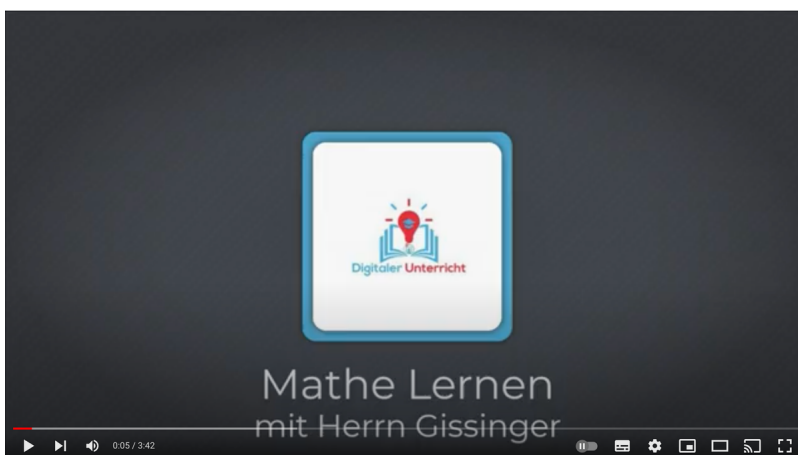 Digitaler Unterricht
Mathe Lernen
mit Herrn Gissinger
0:05 / 3:42